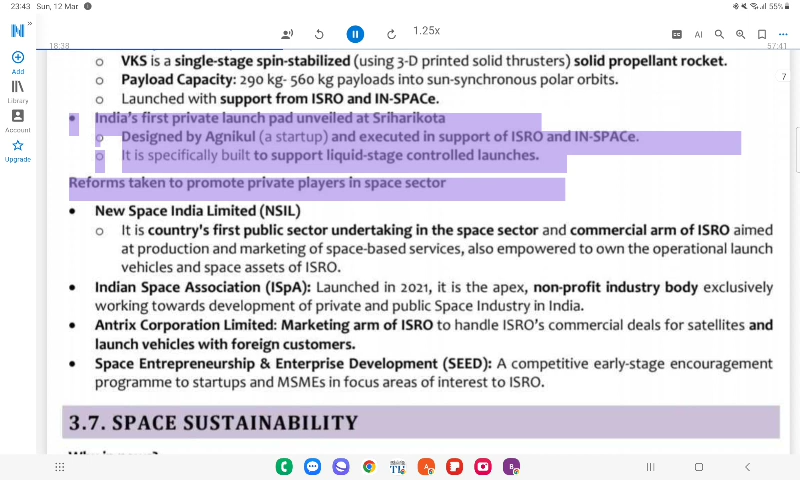 23:43 Sun, 12 Mar
55%
N
»
1.25x
AI
18:38
57:41
7
Add
Library
Account
Upgrade
o VKS is a single-stage spin-stabilized (using 3-D printed solid thrusters) solid propellant rocket.
o Payload Capacity: 290 kg- 560 kg payloads into sun-synchronous polar orbits.
o Launched with support from ISRO and IN-SPACe.
• India's first private launch pad unveiled at Sriharikota
o Designed by Agnikul (a startup) and executed in support of ISRO and IN-SPACe.
o It is specifically built to support liquid-stage controlled launches.
Reforms taken to promote private players in space sector
• New Space India Limited (NSIL)
o It is country's first public sector undertaking in the space sector and commercial arm of ISRO aimed
at production and marketing of space-based services, also empowered to own the operational launch
vehicles and space assets of ISRO.
• Indian Space Association (ISpA): Launched in 2021, it is the apex, non-profit industry body exclusively
working towards development of private and public Space Industry in India.
• Antrix Corporation Limited: Marketing arm of ISRO to handle ISRO's commercial deals for satellites and
launch vehicles with foreign customers.
• Space Entrepreneurship & Enterprise Development (SEED): A competitive early-stage encouragement
programme to startups and MSMEs in focus areas of interest to ISRO.
3.7. SPACE SUSTAINABILITY